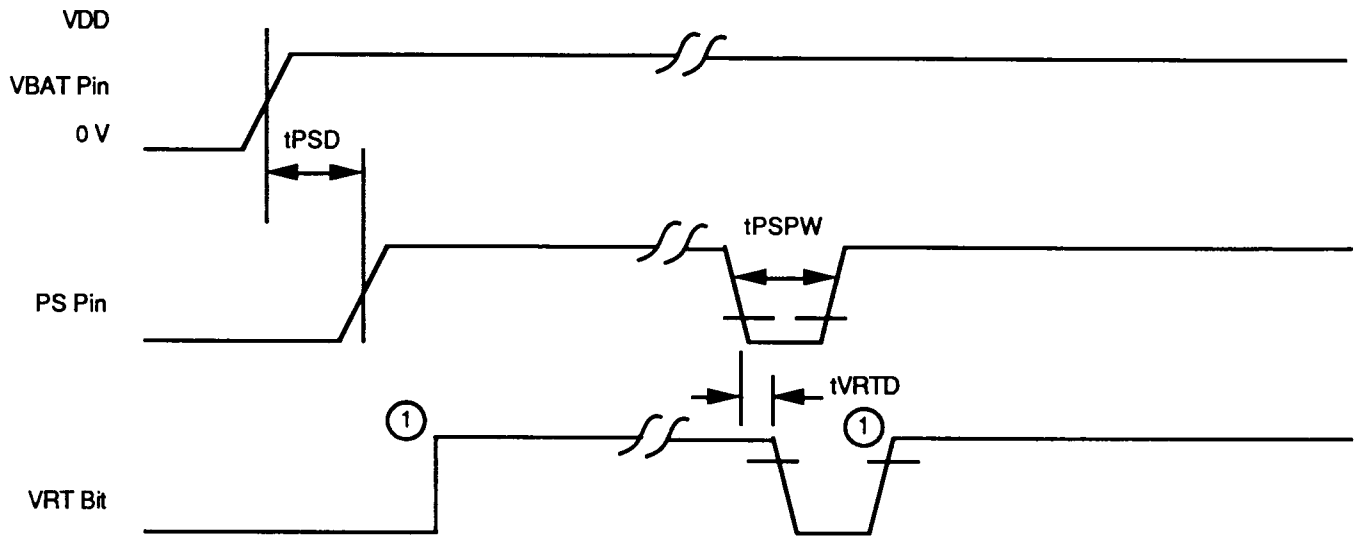 VDD
VBAT Pin
0 V
tPSD
tPSPW
PS Pin
tVRTD
1
1
VRT Bit